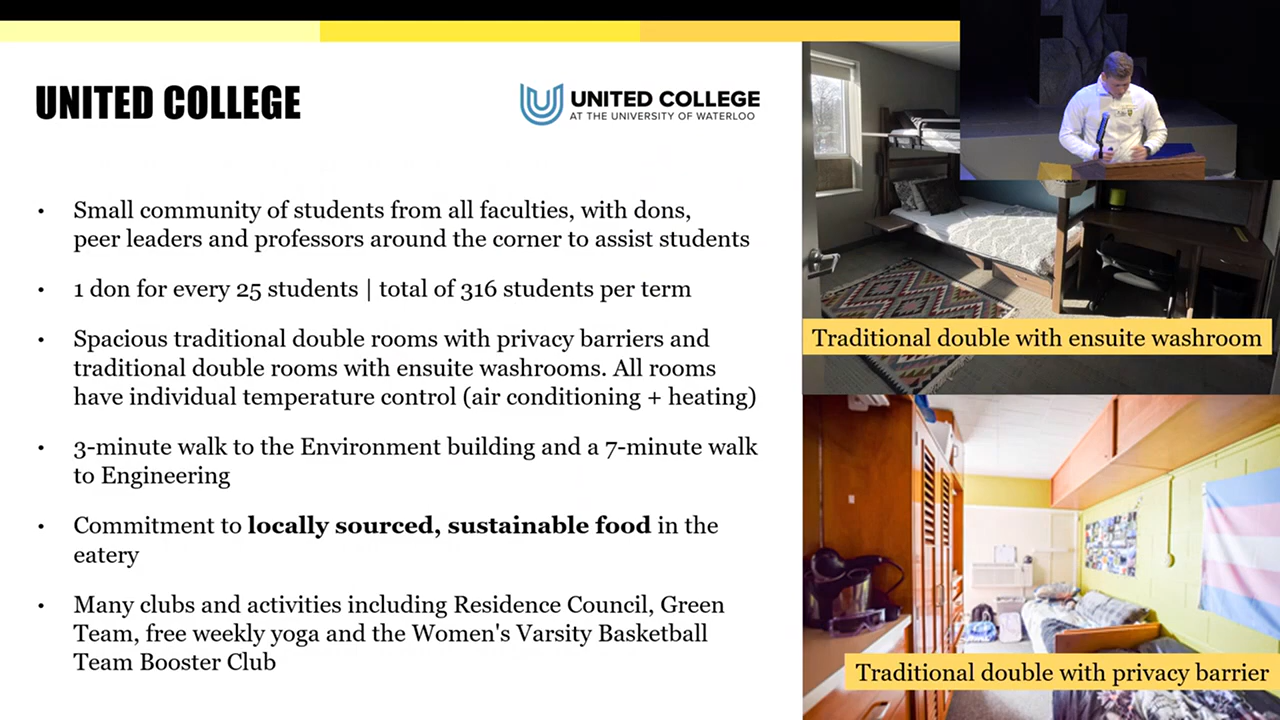 UNITED COLLEGE
UNITED COLLEGE
AT THE UNIVERSITY OF WATERLOO
• Small community of students from all faculties, with dons,
peer leaders and professors around the corner to assist students
• 1 don for every 25 students | total of 316 students per term
• Spacious traditional double rooms with privacy barriers and
traditional double rooms with ensuite washrooms. All rooms
have individual temperature control (air conditioning + heating)
• 3-minute walk to the Environment building and a 7-minute walk
to Engineering
• Commitment to locally sourced, sustainable food in the
eatery
• Many clubs and activities including Residence Council, Green
Team, free weekly yoga and the Women's Varsity Basketball
Team Booster Club
Traditional double with ensuite washroom
Traditional double with privacy barrier